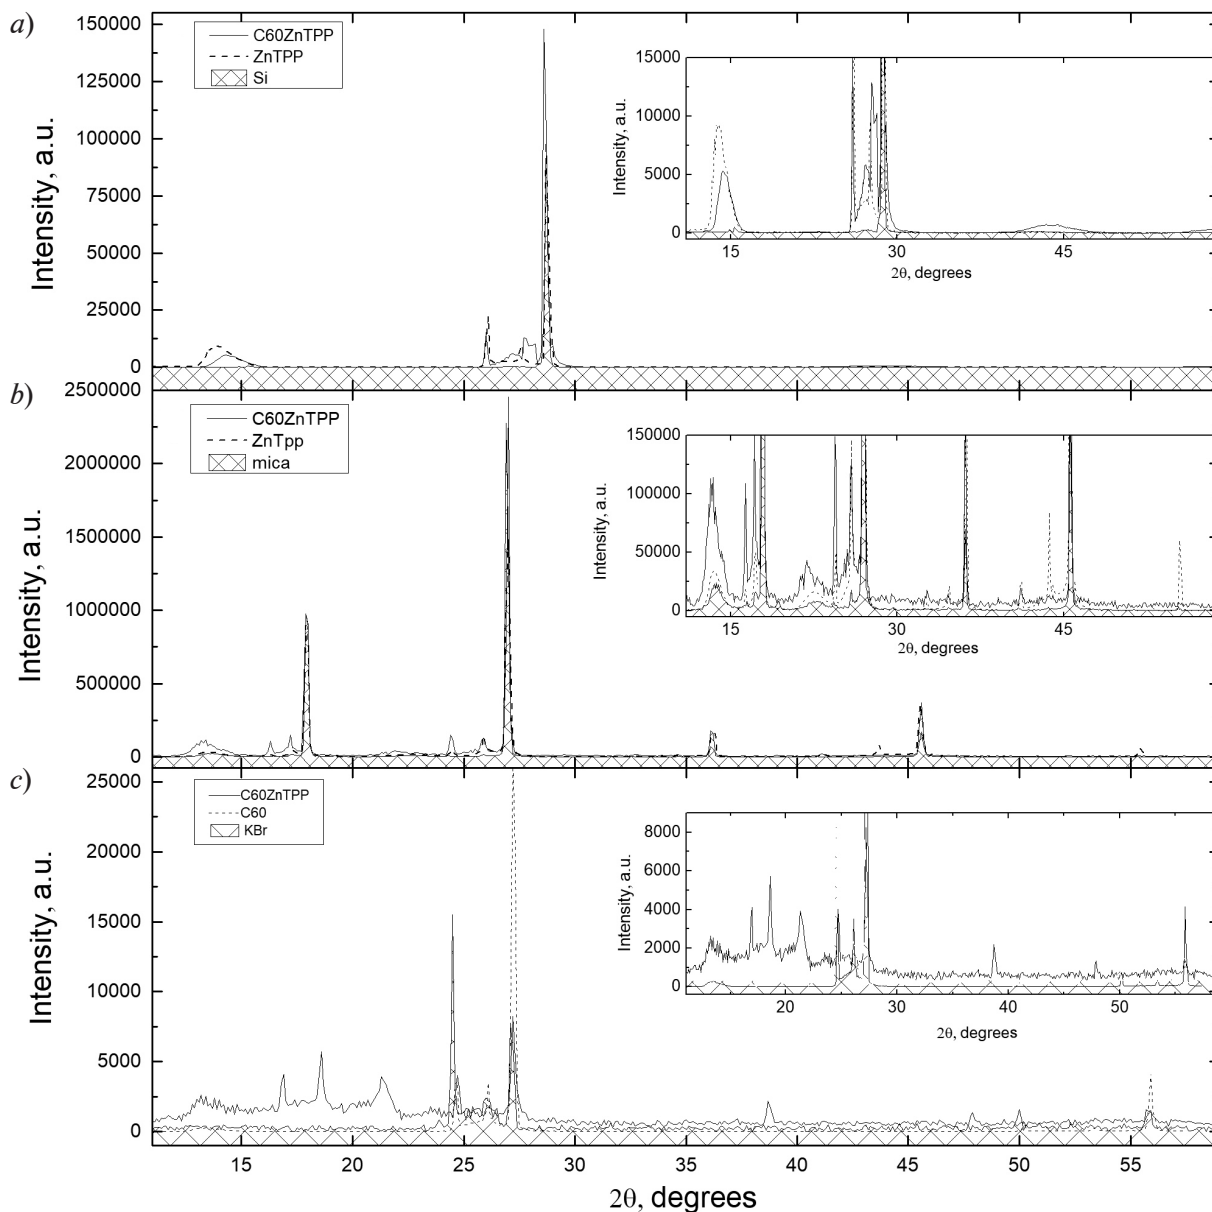 a)
C60ZnTPP
ZnTPP
Si
Intensity, a.u.
150000
125000
100000
75000
50000
25000
0
Intensity, a.u.
15000
10000
5000
0
15 30 45
2θ, degrees
b)
C60ZnTPP
ZnTpp
mica
Intensity, a.u.
2500000
2000000
1500000
1000000
500000
0
Intensity, a.u.
150000
100000
50000
0
15 30 45
2θ, degrees
c)
C60ZnTPP
C60
KBr
Intensity, a.u.
25000
20000
15000
10000
5000
0
Intensity, a.u.
8000
6000
4000
2000
0
20 30 40 50
2θ, degrees
15 20 25 30 35 40 45 50 55
2θ, degrees